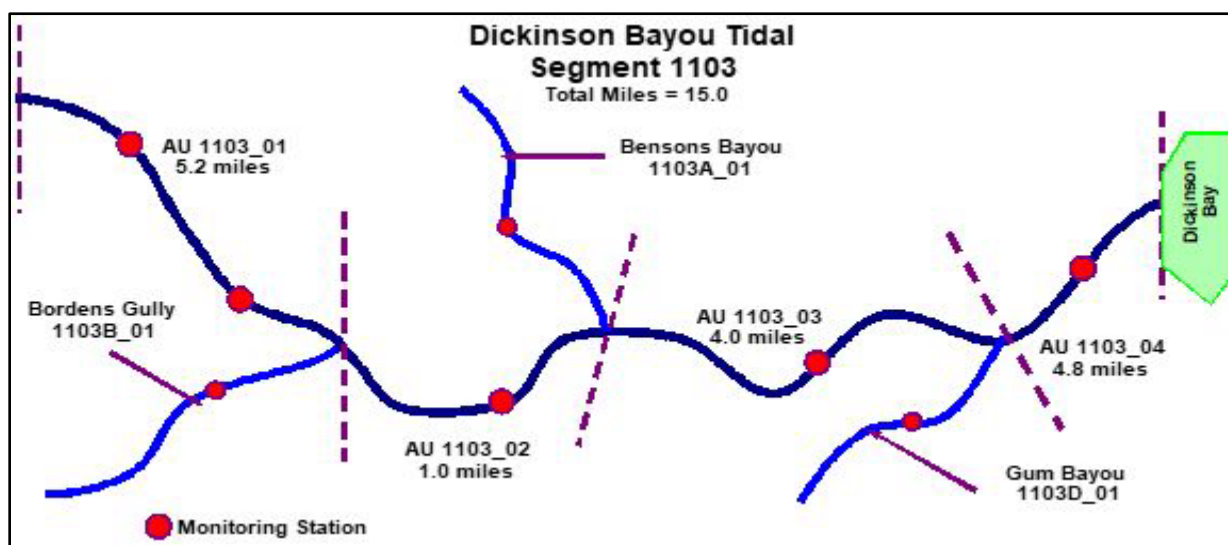 Dickinson Bayou Tidal
Segment 1103
Total Miles = 15.0
AU 1103_01
5.2 miles
Bensons Bayou
1103A_01
Dickinson
Bay
Bordens Gully
1103B_01
AU 1103_03
4.0 miles
AU 1103_04
4.8 miles
AU 1103_02
1.0 miles
Gum Bayou
1103D_01
Monitoring Station